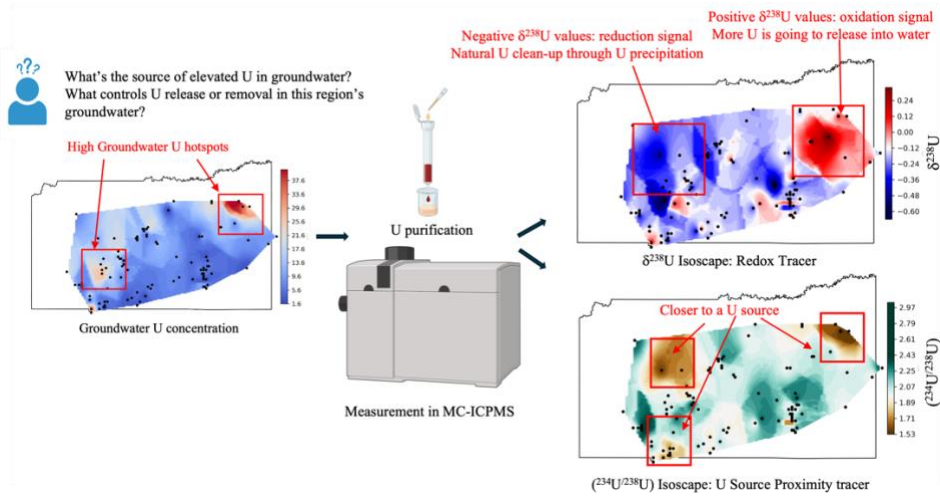 What's the source of elevated U in groundwater?
What controls U release or removal in this region's
groundwater?
High Groundwater U hotspots
37.6
33.6
29.6
25.6
21.6
17.6
13.6
9.6
5.6
1.6
Groundwater U concentration
U purification
Measurement in MC-ICPMS
Negative δ²³⁸U values: reduction signal
Natural U clean-up through U precipitation
Positive δ²³⁸U values: oxidation signal
More U is going to release into water
0.24
0.12
0.00
-0.12
-0.24
-0.36
-0.48
-0.60
δ²³⁸U
δ²³⁸U Isoscape: Redox Tracer
Closer to a U source
2.97
2.79
2.61
2.43
2.25
2.07
1.89
1.71
1.53
(²³⁴U/²³⁸U)
(²³⁴U/²³⁸U) Isoscape: U Source Proximity tracer